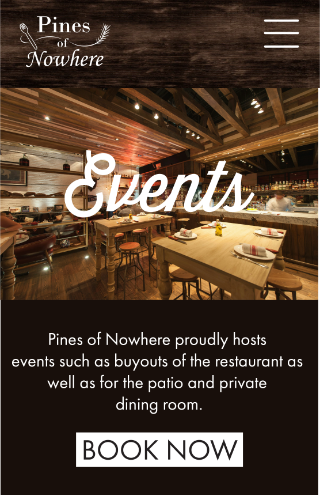 Pines
of
Nowhere
Events
Pines of Nowhere proudly hosts
events such as buyouts of the restaurant as
well as for the patio and private
dining room.
BOOK NOW